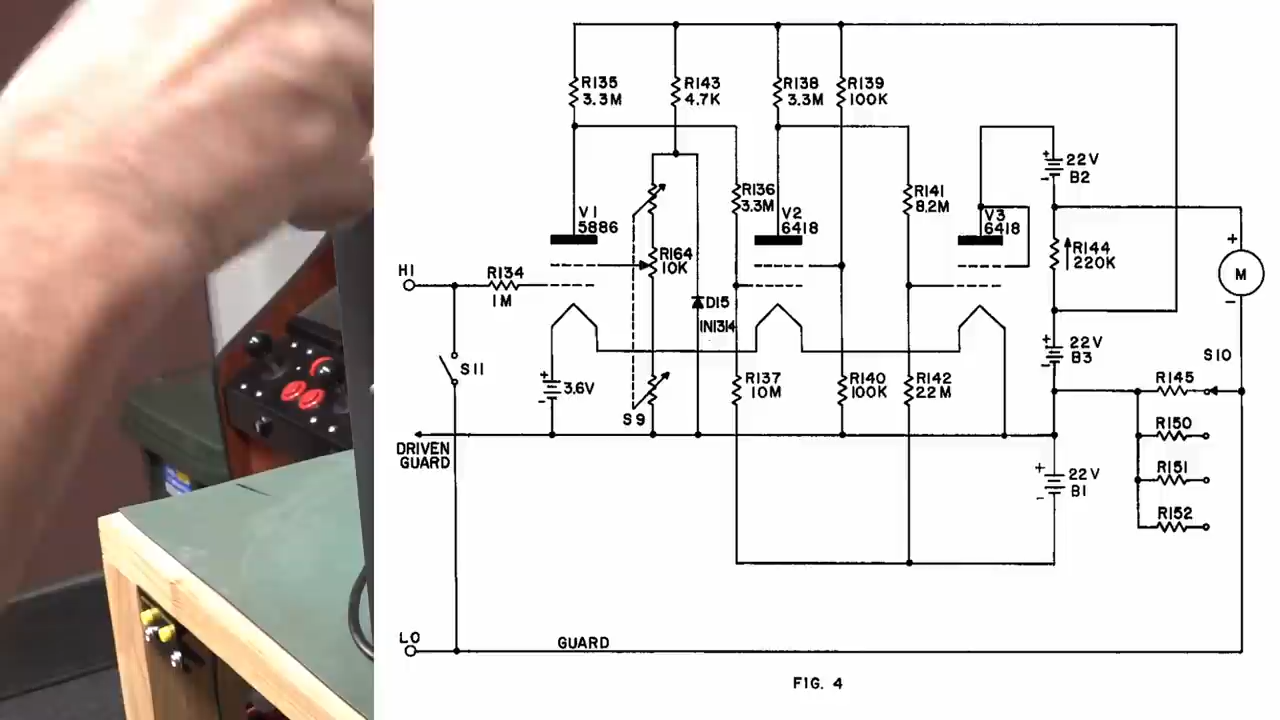 R135
3.3M
R143
4.7K
R138
3.3M
R139
100K
+
22V
-
B2
V1
5886
R136
3.3M
V2
6418
R141
8.2M
V3
6418
R144
220K
+
M
-
R164
10K
HI
R134
1M
D15
IN1314
S11
+
3.6V
-
S9
R137
10M
R140
100K
R142
22M
+
22V
-
B3
S10
R145
R150
R151
R152
DRIVEN
GUARD
+
22V
-
B1
LO
GUARD
FIG. 4